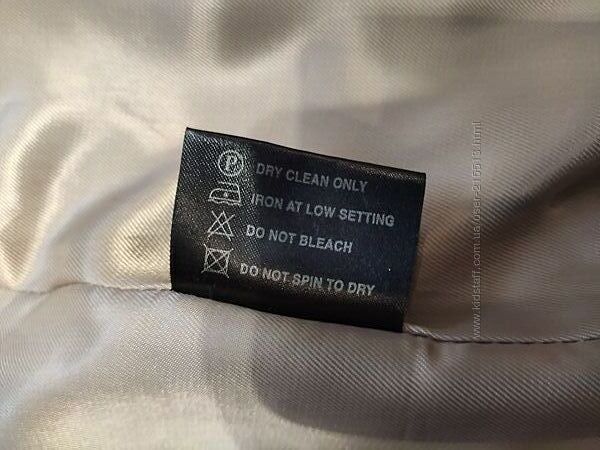 P DRY CLEAN ONLY
IRON AT LOW SETTING
DO NOT BLEACH
DO NOT SPIN TO DRY